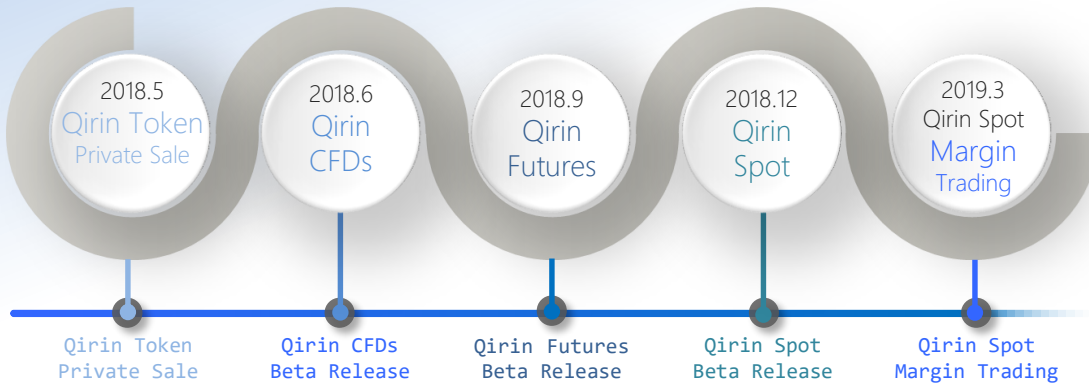 2018.5
Qirin Token
Private Sale
2018.6
Qirin
CFDs
2018.9
Qirin
Futures
2018.12
Qirin
Spot
2019.3
Qirin Spot
Margin
Trading
Qirin Token
Private Sale
Qirin CFDs
Beta Release
Qirin Futures
Beta Release
Qirin Spot
Beta Release
Qirin Spot
Margin Trading